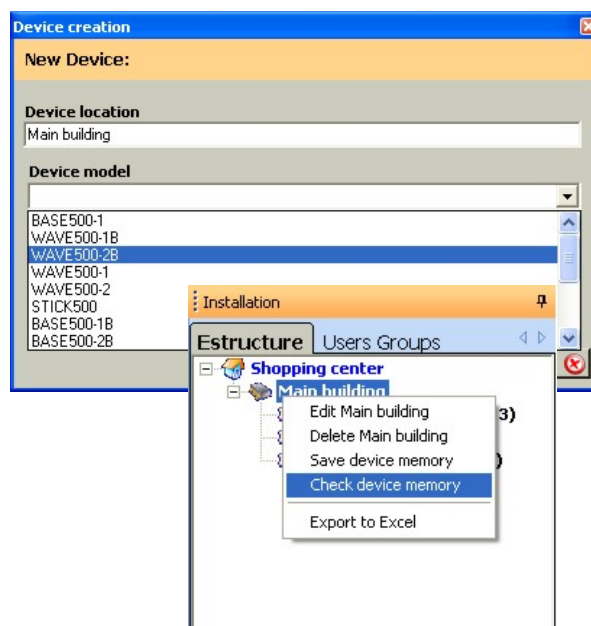 Device creation
New Device:
Device location
Main building
Device model
BASE500-1
WAVE500-1B
WAVE500-2B
WAVE500-1
WAVE500-2
STICK500
BASE500-1B
BASE500-2B
Installation
Estructure Users Groups
Shopping center
Main building
Edit Main building
3)
Delete Main building
Save device memory
)
Check device memory
Export to Excel